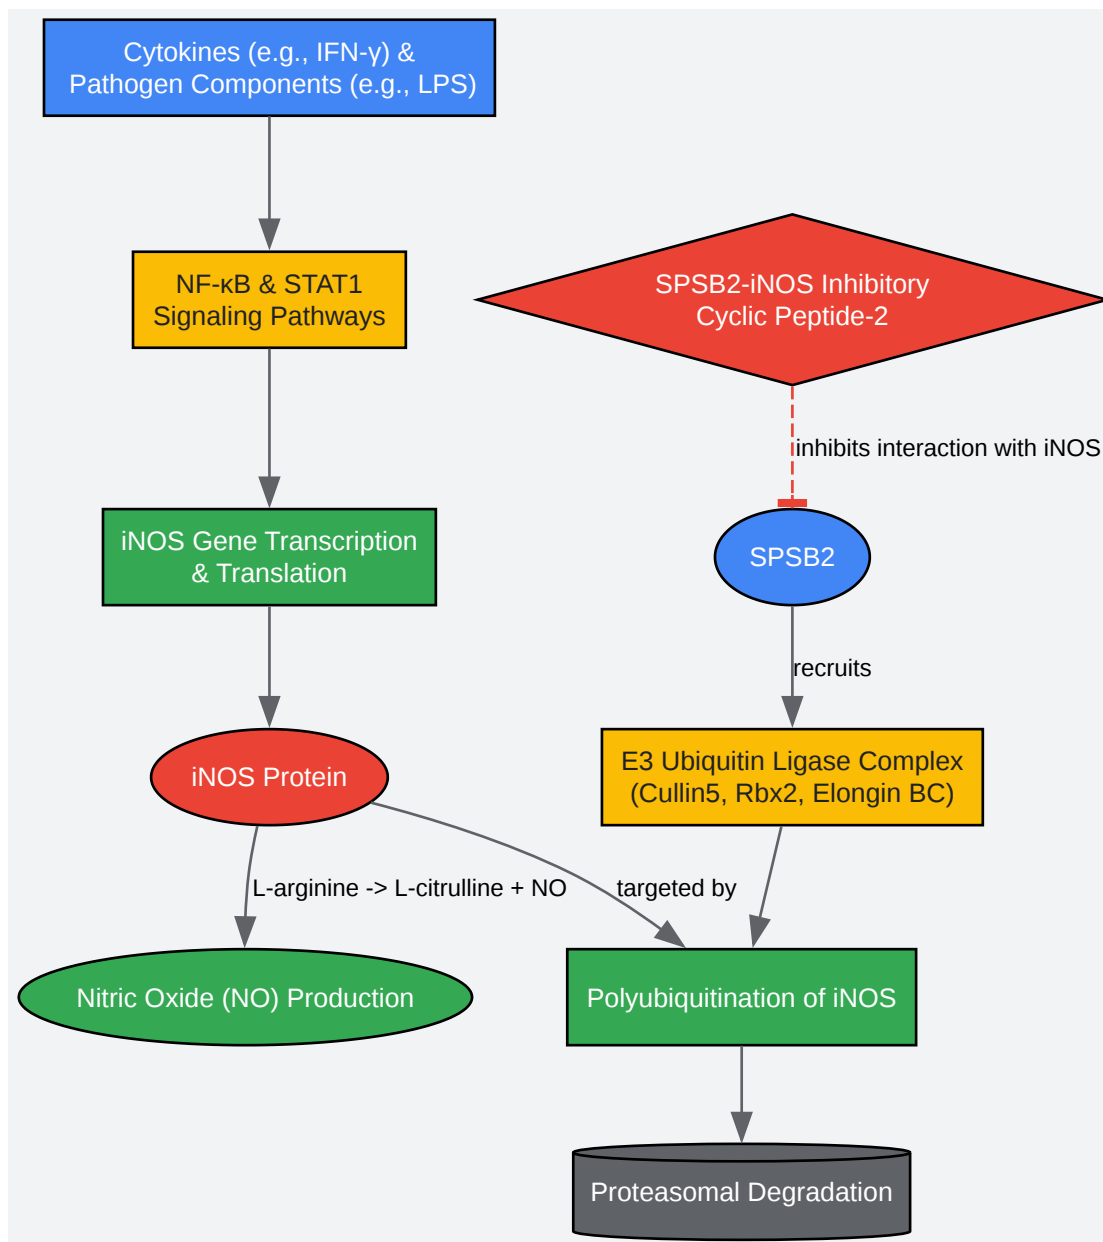 Cytokines (e.g., IFN-γ) &
Pathogen Components (e.g., LPS)
NF-κB & STAT1
Signaling Pathways
SPSB2-iNOS Inhibitory
Cyclic Peptide-2
inhibits interaction with iNOS
iNOS Gene Transcription
& Translation
SPSB2
recruits
iNOS Protein
E3 Ubiquitin Ligase Complex
(Cullin5, Rbx2, Elongin BC)
L-arginine -> L-citrulline + NO
targeted by
Nitric Oxide (NO) Production
Polyubiquitination of iNOS
Proteasomal Degradation